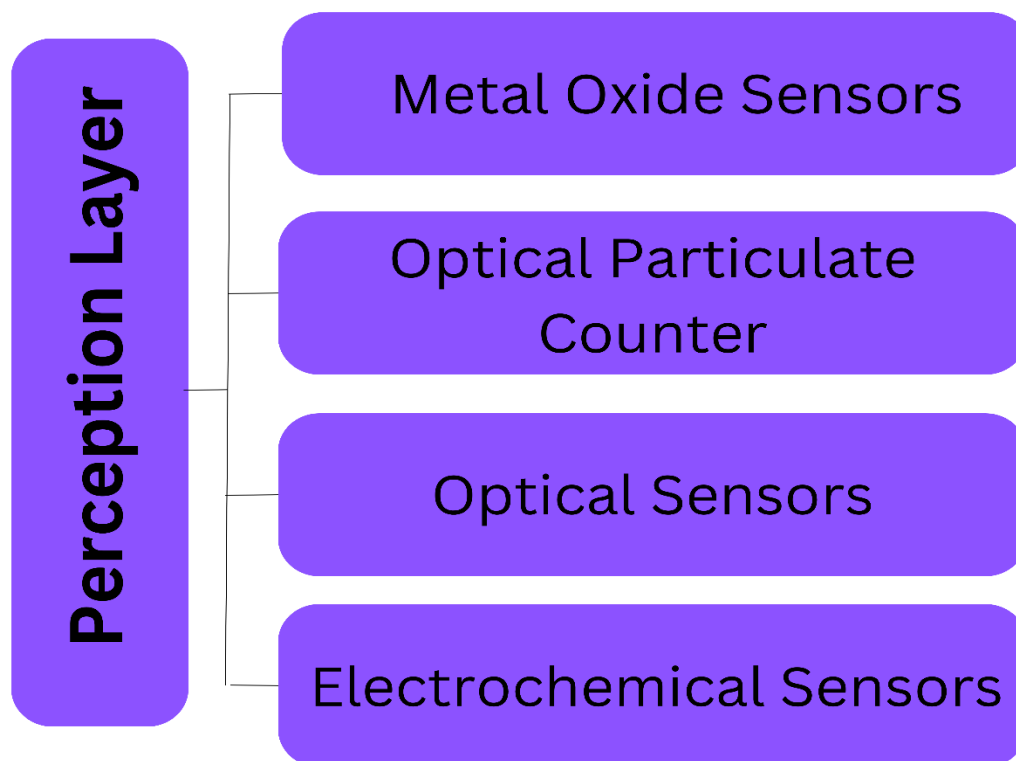 Perception Layer
Metal Oxide Sensors
Optical Particulate
Counter
Optical Sensors
Electrochemical Sensors